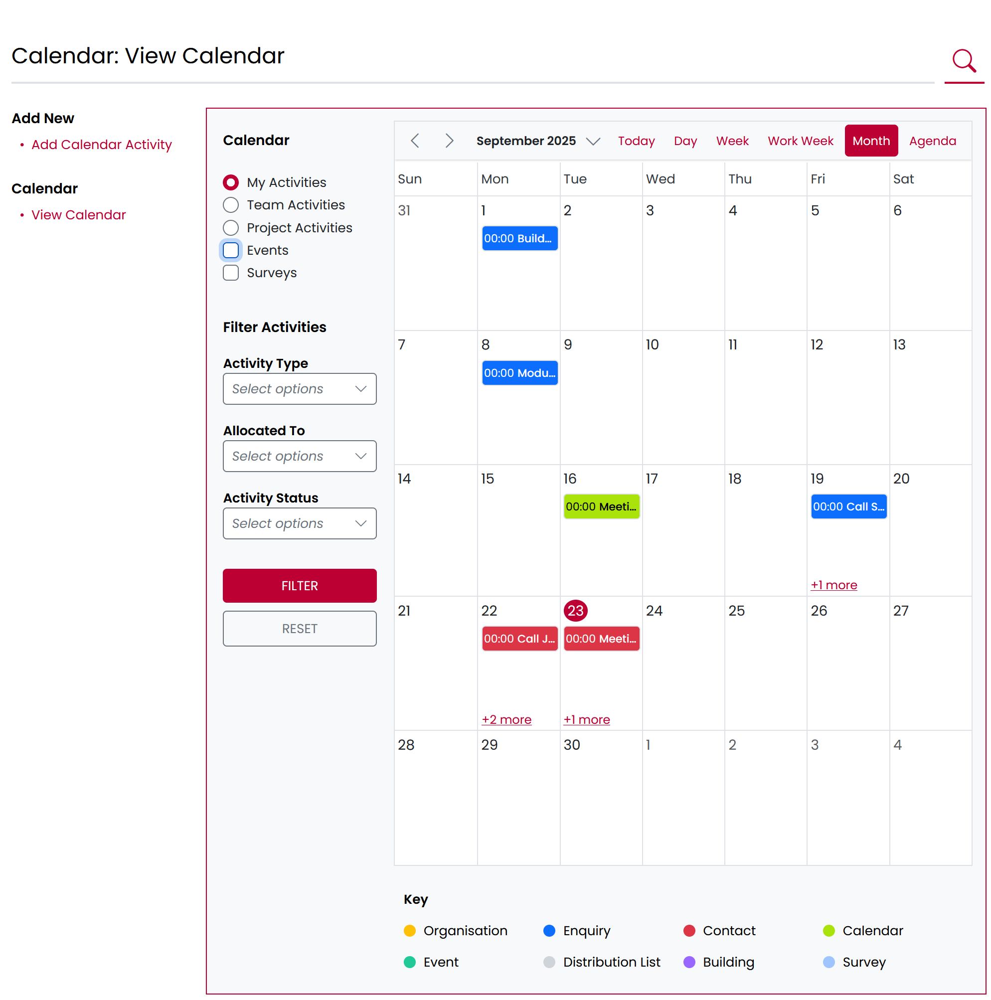 Calendar: View Calendar
Add New
• Add Calendar Activity
Calendar
• View Calendar
Calendar
My Activities
Team Activities
Project Activities
Events
Surveys
Filter Activities
Activity Type
Select options
Allocated To
Select options
Activity Status
Select options
FILTER
RESET
September 2025 Today Day Week Work Week Month Agenda
Sun Mon Tue Wed Thu Fri Sat
31 1 2 3 4 5 6
00:00 Build...
7 8 9 10 11 12 13
00:00 Modu...
14 15 16 17 18 19 20
00:00 Meeti... 00:00 Call S...
+1 more
21 22 23 24 25 26 27
00:00 Call J... 00:00 Meeti...
+2 more +1 more
28 29 30 1 2 3 4
Key
Organisation Enquiry Contact Calendar
Event Distribution List Building Survey